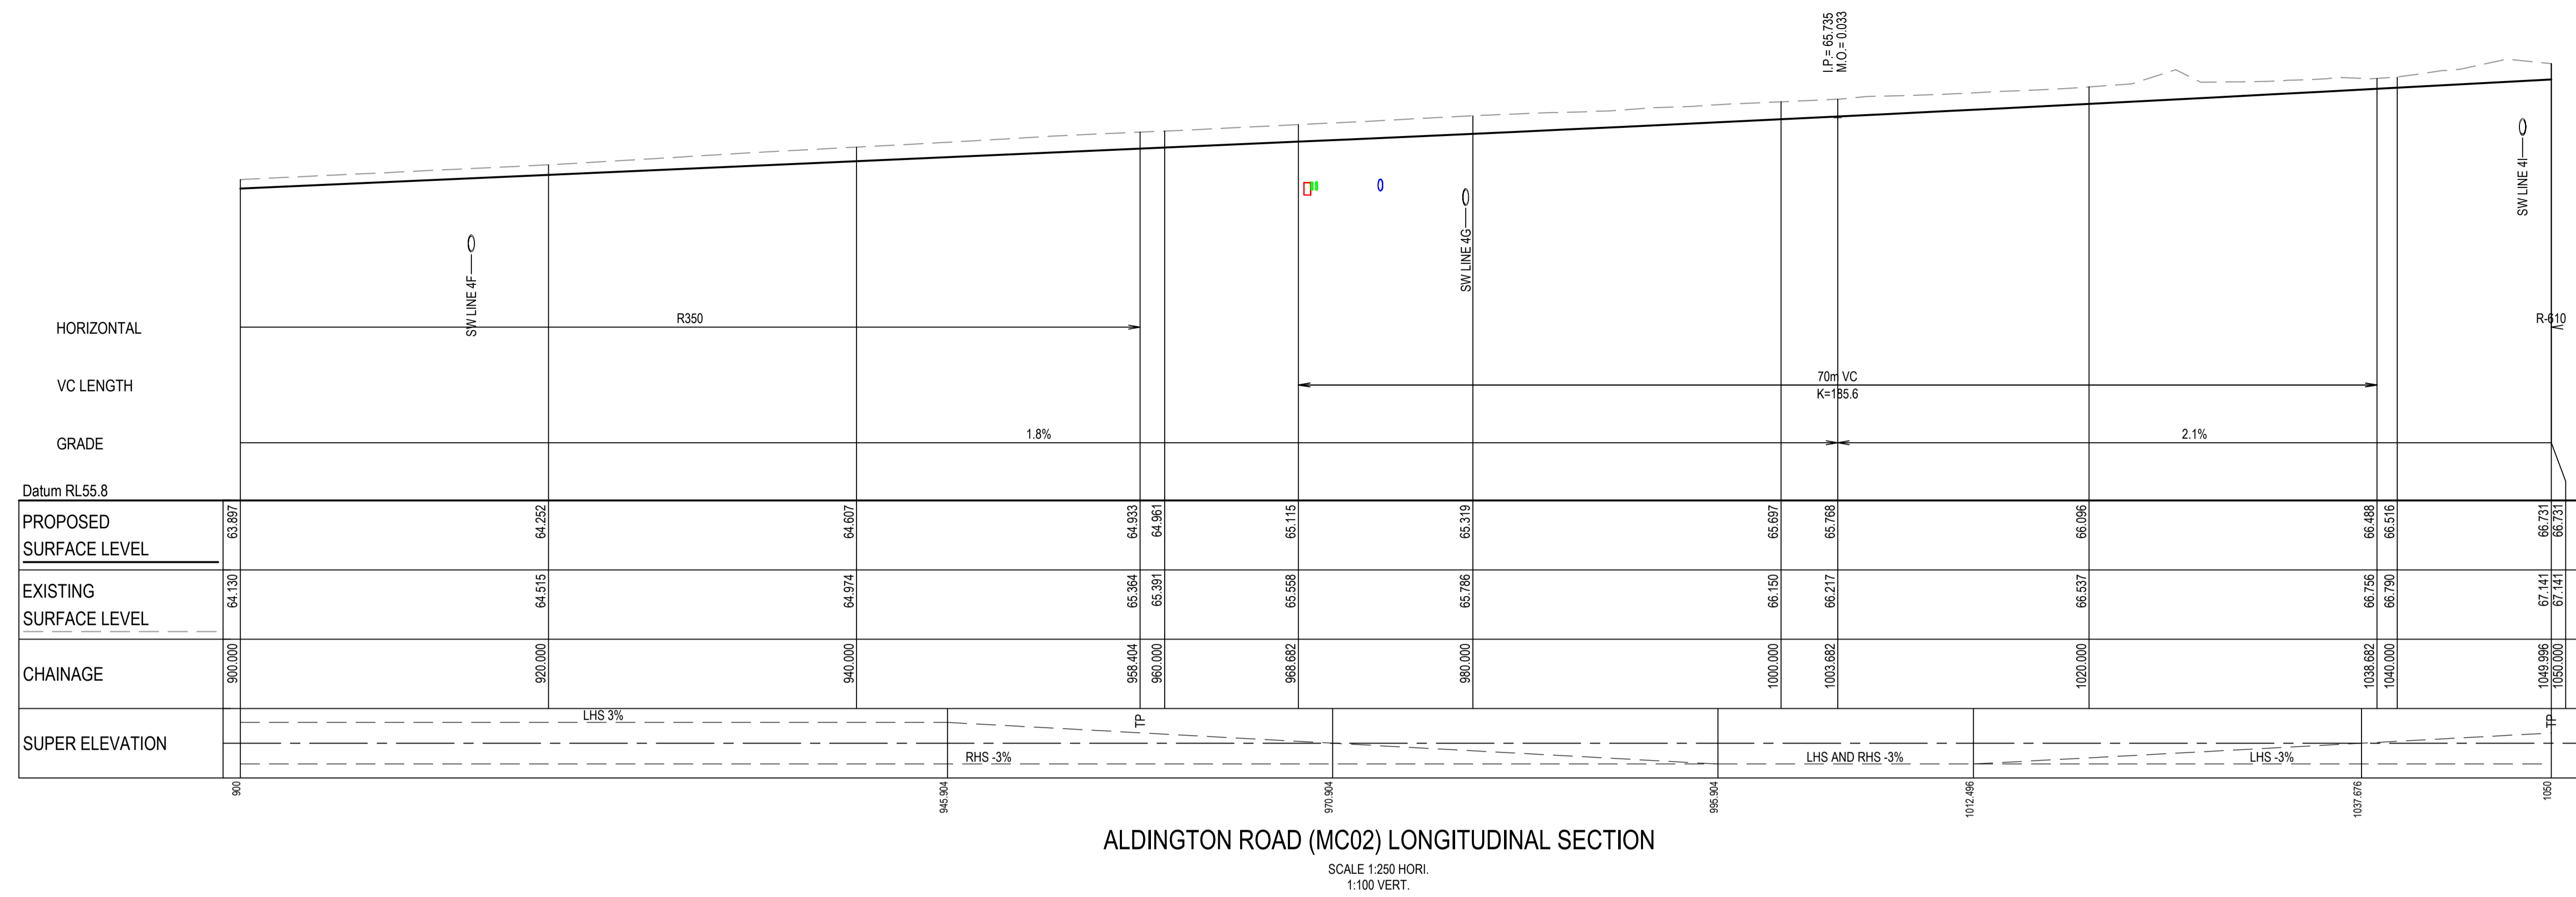 I.P.= 65.735
M.O.= 0.033
SW LINE 4F
SW LINE 4G
SW LINE 4I
HORIZONTAL
R350
R-610
VC LENGTH
70m VC
K=185.6
GRADE
1.8%
2.1%
Datum RL55.8
PROPOSED
SURFACE LEVEL
63.897
64.252
64.607
64.933
64.961
65.115
65.319
65.697
65.768
66.096
66.488
66.516
66.731
66.731
EXISTING
SURFACE LEVEL
64.130
64.515
64.974
65.364
65.391
65.558
65.786
66.150
66.217
66.537
66.756
66.790
67.141
67.141
CHAINAGE
900.000
920.000
940.000
958.404
960.000
968.682
980.000
1000.000
1003.682
1020.000
1038.682
1040.000
1049.996
1050.000
SUPER ELEVATION
LHS 3%
RHS -3%
TP
LHS AND RHS -3%
LHS -3%
TP
900
945.904
970.904
995.904
1012.496
1037.676
1050
ALDINGTON ROAD (MC02) LONGITUDINAL SECTION
SCALE 1:250 HORI.
1:100 VERT.